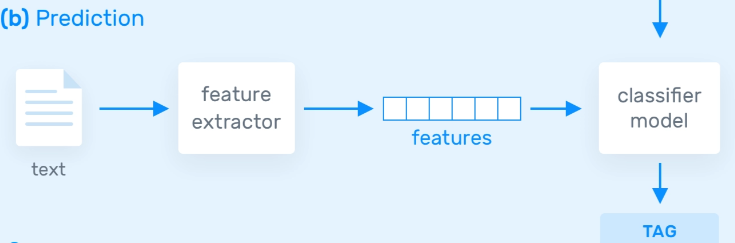 (b) Prediction
feature
extractor
classifier
model
features
text
TAG